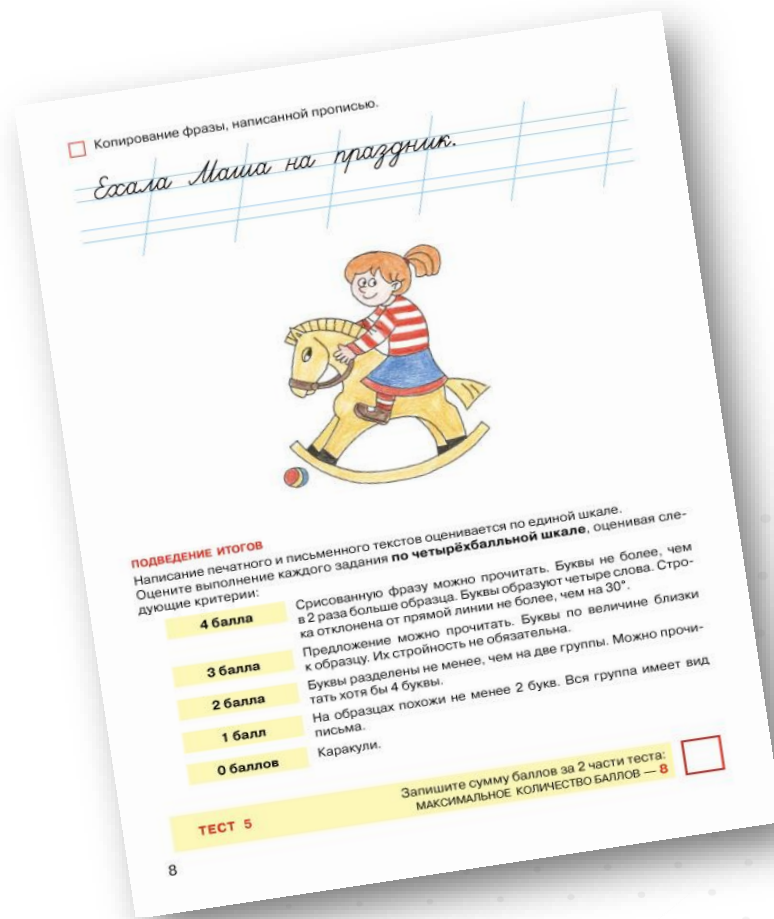 Копирование фразы, написанной прописью.
Ехала Маша на праздник.
ПОДВЕДЕНИЕ ИТОГОВ
Написание печатного и письменного текстов оценивается по единой шкале.
Оцените выполнение каждого задания по четырёхбалльной шкале, оценивая сле-
дующие критерии:
4 балла
Срисованную фразу можно прочитать. Буквы не более, чем
в 2 раза больше образца. Буквы образуют четыре слова. Стро-
ка отклонена от прямой линии не более, чем на 30°.
3 балла
Предложение можно прочитать. Буквы по величине близки
к образцу. Их стройность не обязательна.
2 балла
Буквы разделены не менее, чем на две группы. Можно прочи-
тать хотя бы 4 буквы.
1 балл
На образцах похожи не менее 2 букв. Вся группа имеет вид
письма.
0 баллов
Каракули.
Запишите сумму баллов за 2 части теста:
ТЕСТ 5
МАКСИМАЛЬНОЕ КОЛИЧЕСТВО БАЛЛОВ — 8
8